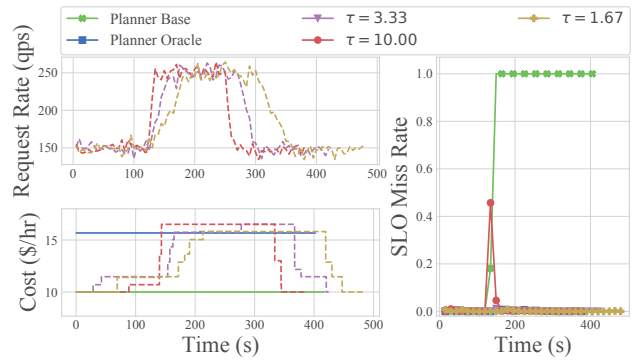 Planner Base
Planner Oracle
τ = 3.33
τ = 10.00
τ = 1.67
Request Rate (qps)
250
200
150
0 100 200 300 400 500
Cost ($/hr)
15
10
0 100 200 300 400 500
Time (s)
SLO Miss Rate
1.0
0.8
0.6
0.4
0.2
0.0
200 400
Time (s)